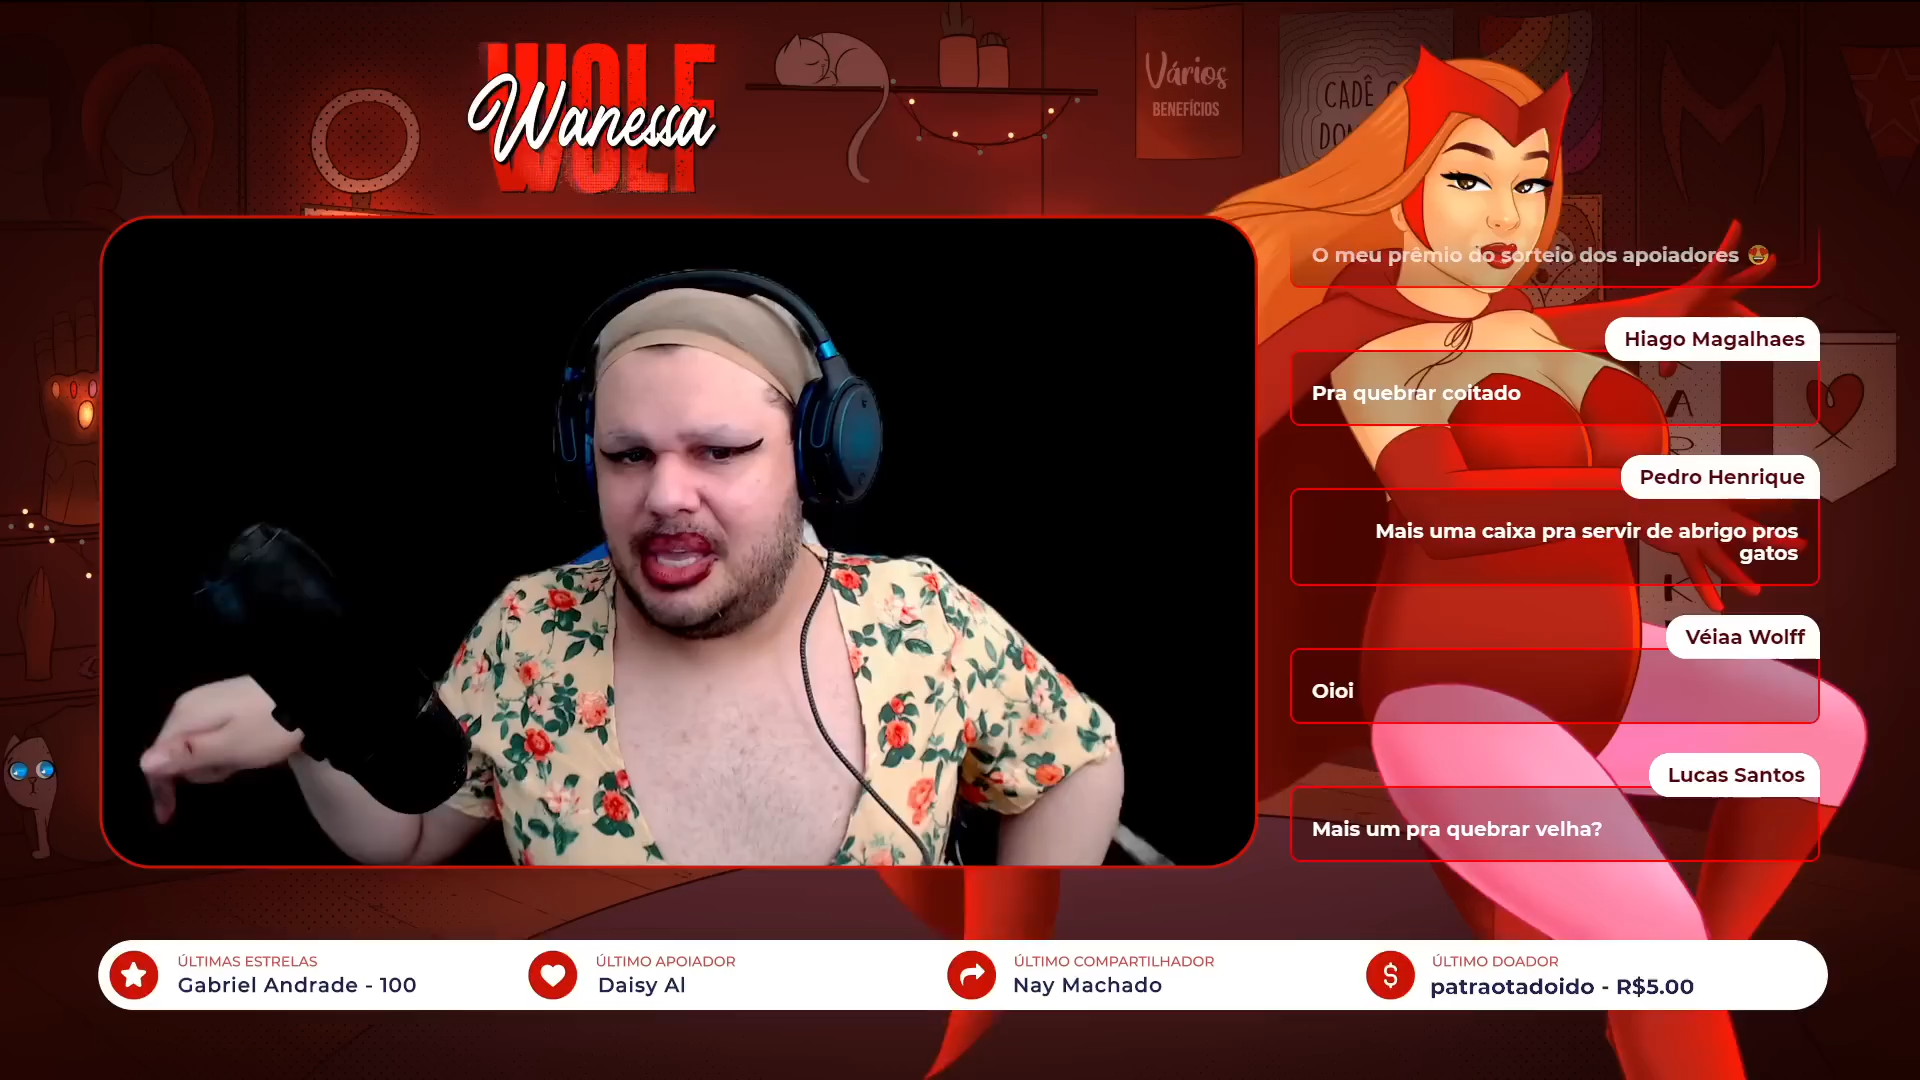 WOLF
Wanessa
Vários
BENEFÍCIOS
CADÊ
O meu prêmio do sorteio dos apoiadores 🤩
Hiago Magalhaes
Pra quebrar coitado
Pedro Henrique
Mais uma caixa pra servir de abrigo pros
gatos
Véiaa Wolff
Oioi
Lucas Santos
Mais um pra quebrar velha?
ÚLTIMAS ESTRELAS
Gabriel Andrade - 100
ÚLTIMO APOIADOR
Daisy Al
ÚLTIMO COMPARTILHADOR
Nay Machado
ÚLTIMO DOADOR
patraotadoido - R$5.00